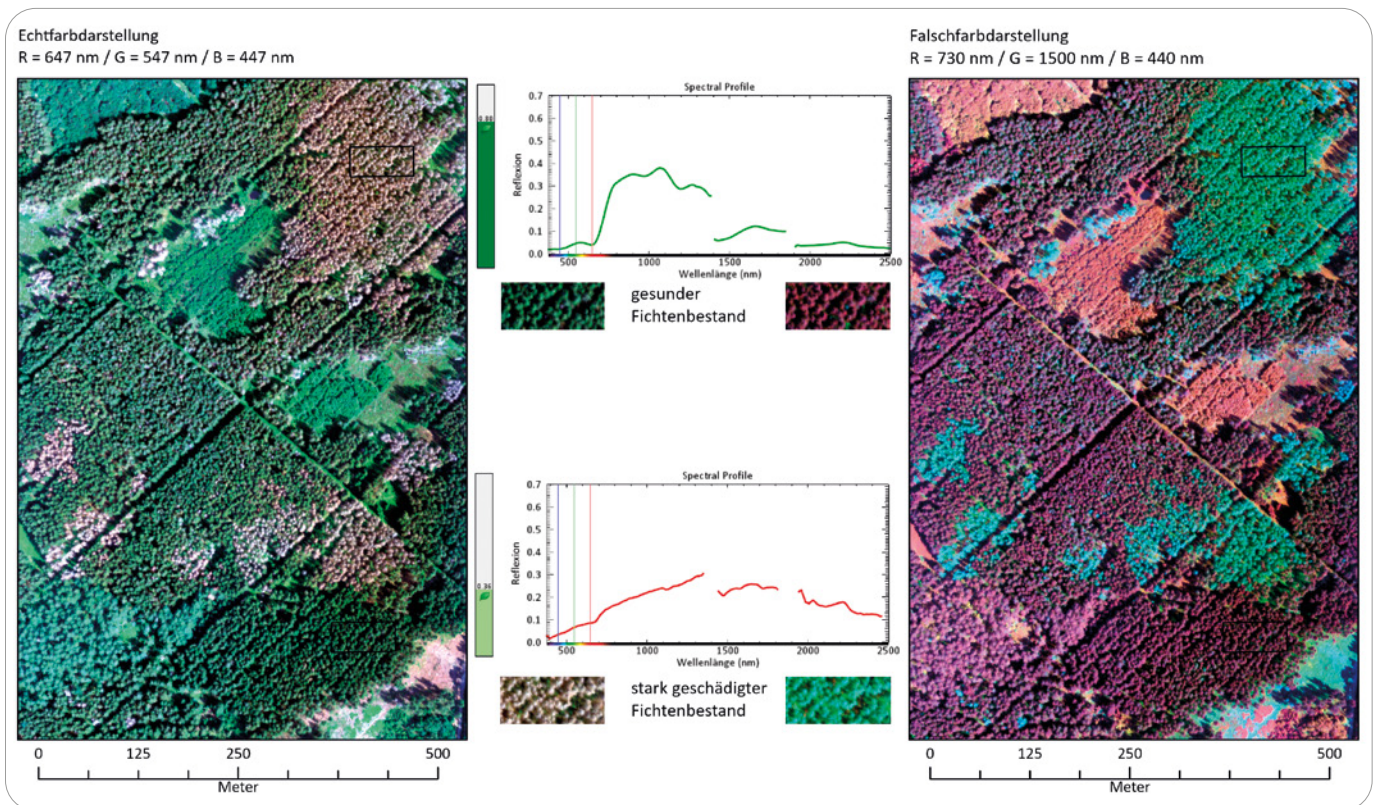 Echtfarbdarstellung
R = 647 nm / G = 547 nm / B = 447 nm
Falschfarbdarstellung
R = 730 nm / G = 1500 nm / B = 440 nm
Spectral Profile
Reflexion
0.7
0.6
0.5
0.4
0.3
0.2
0.1
0.0
500 1000 1500 2000 2500
Wellenlänge (nm)
gesunder
Fichtenbestand
0.36
Spectral Profile
Reflexion
0.7
0.6
0.5
0.4
0.3
0.2
0.1
0.0
500 1000 1500 2000 2500
Wellenlänge (nm)
stark geschädigter
Fichtenbestand
0 125 250 500
Meter
0 125 250 500
Meter